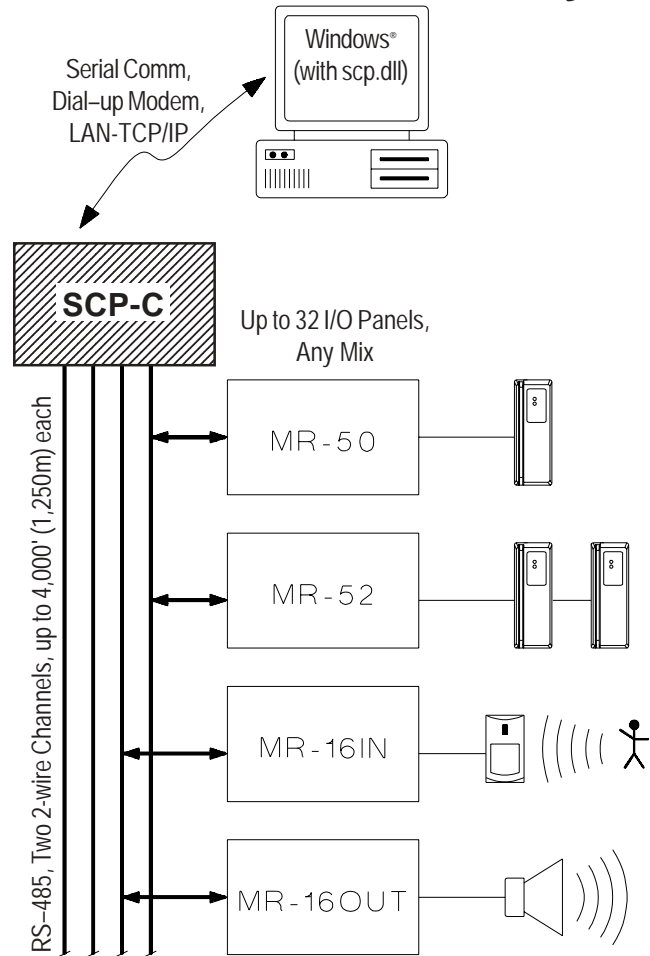 Windows®
(with scp.dll)
Serial Comm,
Dial–up Modem,
LAN-TCP/IP
SCP-C
Up to 32 I/O Panels,
Any Mix
RS–485, Two 2-wire Channels, up to 4,000' (1,250m) each
MR-50
MR-52
MR-16IN
MR-16OUT